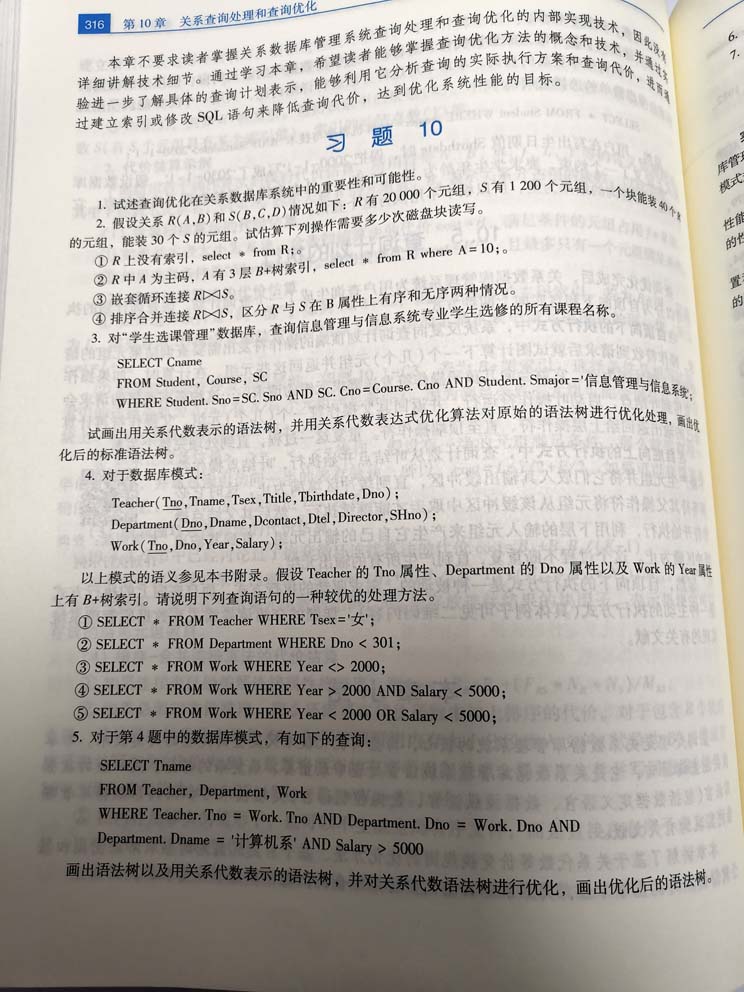 316 第 10 章 关系查询处理和查询优化
本章不要求读者掌握关系数据库管理系统查询处理和查询优化的内部实现技术，因此没有
详细讲解技术细节。通过学习本章，希望读者能够掌握查询优化方法的概念和技术，并通过实
验进一步了解具体的查询计划表示，能够利用它分析查询的实际执行方案和查询代价，进而通
过建立索引或修改 SQL 语句来降低查询代价，达到优化系统性能的目标。
习 题 10
1. 试述查询优化在关系数据库系统中的重要性和可能性。
2. 假设关系 R(A,B)和 S(B,C,D)情况如下：R 有 20 000 个元组，S 有 1 200 个元组，一个块能装 40 个 R
的元组，能装 30 个 S 的元组。试估算下列操作需要多少次磁盘块读写。
① R 上没有索引，select * from R；。
② R 中 A 为主码，A 有 3 层 B+树索引，select * from R where A=10；。
③ 嵌套循环连接 R⋈S。
④ 排序合并连接 R⋈S，区分 R 与 S 在 B 属性上有序和无序两种情况。
3. 对“学生选课管理”数据库，查询信息管理与信息系统专业学生选修的所有课程名称。
SELECT Cname
FROM Student, Course, SC
WHERE Student. Sno=SC. Sno AND SC. Cno=Course. Cno AND Student. Smajor='信息管理与信息系统';
试画出用关系代数表示的语法树，并用关系代数表达式优化算法对原始的语法树进行优化处理，画出优
化后的标准语法树。
4. 对于数据库模式：
Teacher(Tno,Tname,Tsex,Ttitle,Tbirthdate,Dno)；
Department(Dno,Dname,Dcontact,Dtel,Director,SHno)；
Work(Tno,Dno,Year,Salary)；
以上模式的语义参见本书附录。假设 Teacher 的 Tno 属性、Department 的 Dno 属性以及 Work 的 Year 属性
上有 B+树索引。请说明下列查询语句的一种较优的处理方法。
① SELECT * FROM Teacher WHERE Tsex='女';
② SELECT * FROM Department WHERE Dno < 301;
③ SELECT * FROM Work WHERE Year <> 2000;
④ SELECT * FROM Work WHERE Year > 2000 AND Salary < 5000;
⑤ SELECT * FROM Work WHERE Year < 2000 OR Salary < 5000;
5. 对于第 4 题中的数据库模式，有如下的查询：
SELECT Tname
FROM Teacher, Department, Work
WHERE Teacher. Tno = Work. Tno AND Department. Dno = Work. Dno AND
Department. Dname = '计算机系' AND Salary > 5000
画出语法树以及用关系代数表示的语法树，并对关系代数语法树进行优化，画出优化后的语法树。
6.
7.
库管
模式
性能
的性
置
的